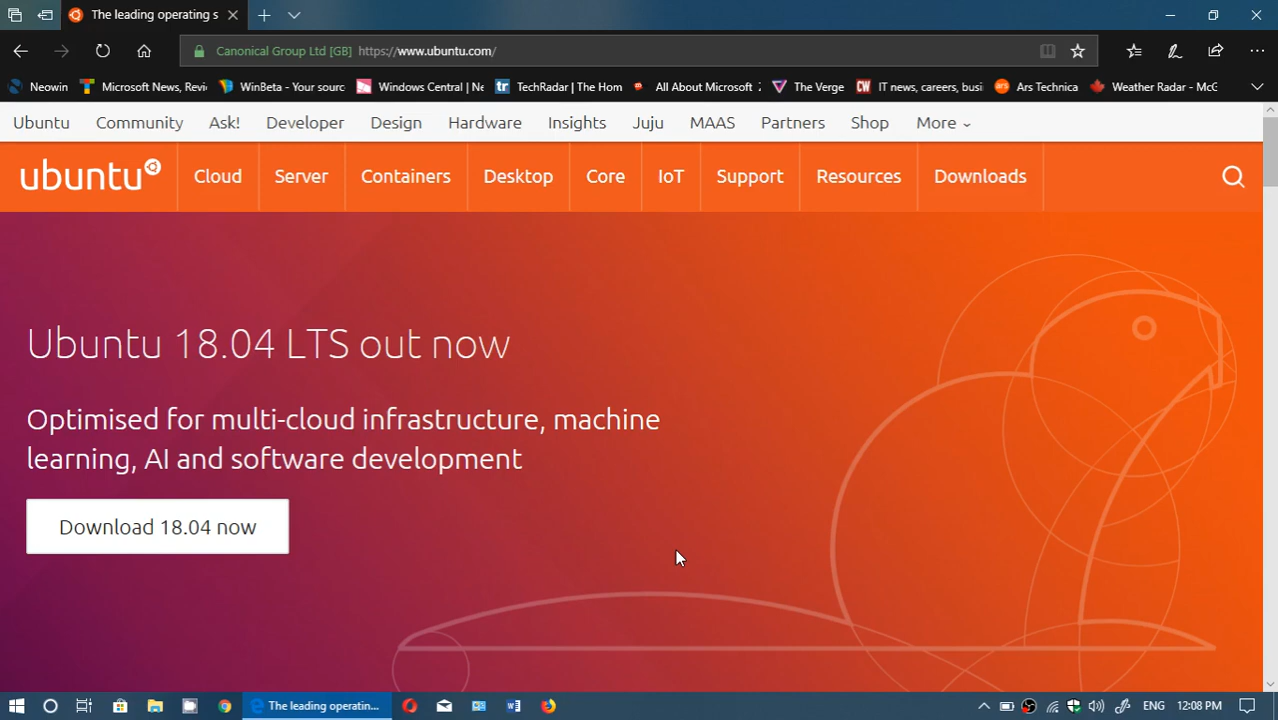 The leading operating s
Canonical Group Ltd [GB] https://www.ubuntu.com/
Neowin Microsoft News, Revi WinBeta - Your sourc Windows Central | Ne TechRadar | The Hom All About Microsoft The Verge IT news, careers, busi Ars Technica Weather Radar - McG
Ubuntu Community Ask! Developer Design Hardware Insights Juju MAAS Partners Shop More
ubuntu Cloud Server Containers Desktop Core IoT Support Resources Downloads
Ubuntu 18.04 LTS out now
Optimised for multi-cloud infrastructure, machine
learning, AI and software development
Download 18.04 now
The leading operatin... ENG 12:08 PM